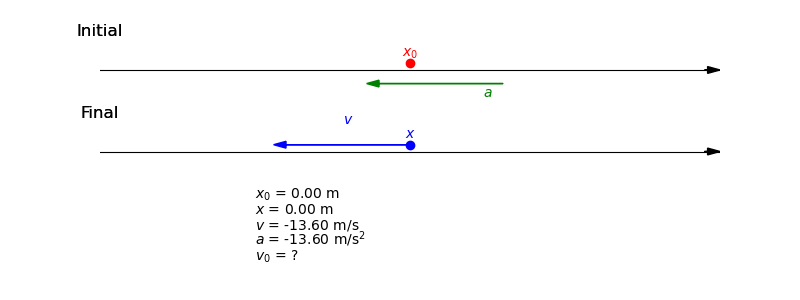 Initial
x₀
a
Final
v
x
x₀ = 0.00 m
x = 0.00 m
v = -13.60 m/s
a = -13.60 m/s²
v₀ = ?